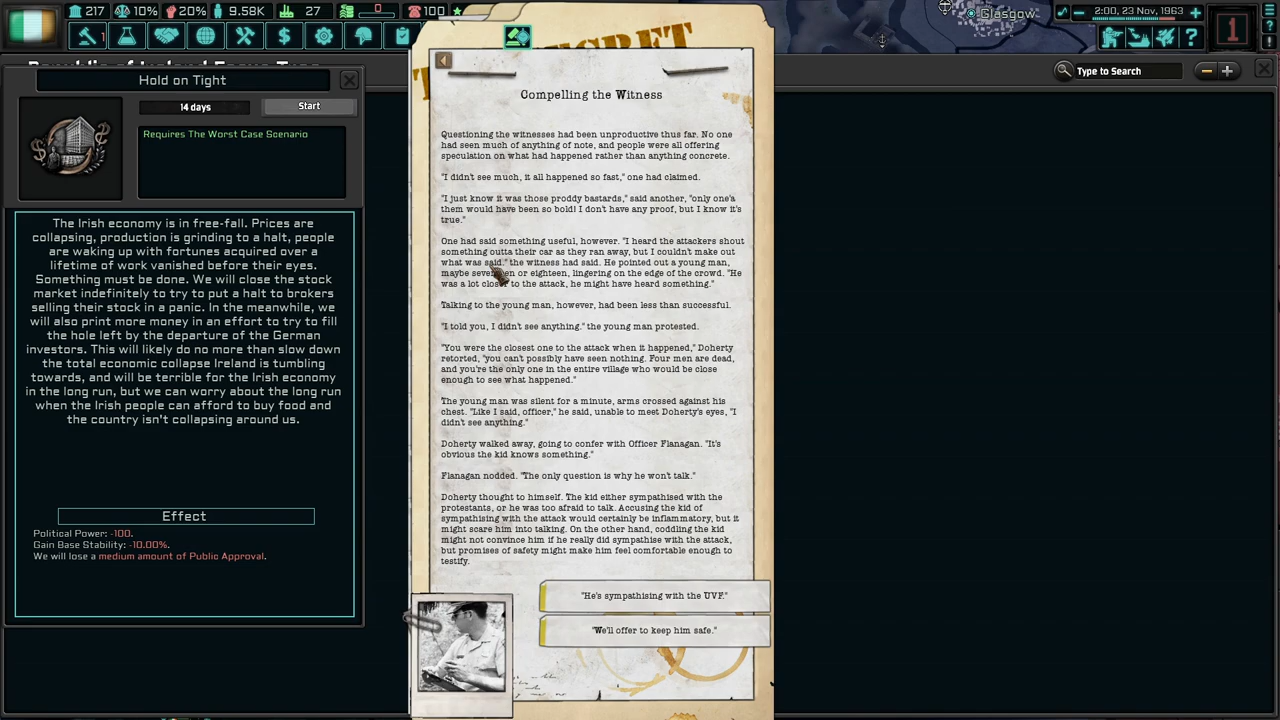 217
10%
20%
9.58K
27
100
Glasgow
2:00, 23 Nov, 1963
1
1
Hold on Tight
Type to Search
14 days
Start
Requires The Worst Case Scenario
The Irish economy is in free-fall. Prices are
collapsing, production is grinding to a halt, people
are waking up with fortunes acquired over a
lifetime of work vanished before their eyes.
Something must be done. We will close the stock
market indefinitely to try to put a halt to brokers
selling their stock in a panic. In the meanwhile, we
will also print more money in an effort to try to fill
the hole left by the departure of the German
investors. This will likely do no more than slow down
the total economic collapse Ireland is tumbling
towards, and will be terrible for the Irish economy
in the long run, but we can worry about the long run
when the Irish people can afford to buy food and
the country isn't collapsing around us.
Effect
Political Power: -100.
Gain Base Stability: -10.00%.
We will lose a medium amount of Public Approval.
Compelling the Witness
Questioning the witnesses had been unproductive thus far. No one
had seen much of anything of note, and people were all offering
speculation on what had happened rather than anything concrete.
"I didn't see much, it all happened so fast," one had claimed.
"I just know it was those proddy bastards," said another, "only one'a
them would have been so bold! I don't have any proof, but I know it's
true."
One had said something useful, however. "I heard the attackers shout
something outta their car as they ran away, but I couldn't make out
what was said," the witness had said. He pointed out a young man,
maybe seventeen or eighteen, lingering on the edge of the crowd. "He
was a lot closer to the attack, he might have heard something."
Talking to the young man, however, had been less than successful.
"I told you, I didn't see anything." the young man protested.
"You were the closest one to the attack when it happened," Doherty
retorted, "you can't possibly have seen nothing. Four men are dead,
and you're the only one in the entire village who would be close
enough to see what happened."
The young man was silent for a minute, arms crossed against his
chest. "Like I said, officer," he said, unable to meet Doherty's eyes, "I
didn't see anything."
Doherty walked away, going to confer with Officer Flanagan. "It's
obvious the kid knows something."
Flanagan nodded. "The only question is why he won't talk."
Doherty thought to himself. The kid either sympathised with the
protestants, or he was too afraid to talk. Accusing the kid of
sympathising with the attack would certainly be inflammatory, but it
might scare him into talking. On the other hand, coddling the kid
might not convince him if he really did sympathise with the attack,
but promises of safety might make him feel comfortable enough to
testify.
"He's sympathising with the UVF."
"We'll offer to keep him safe."